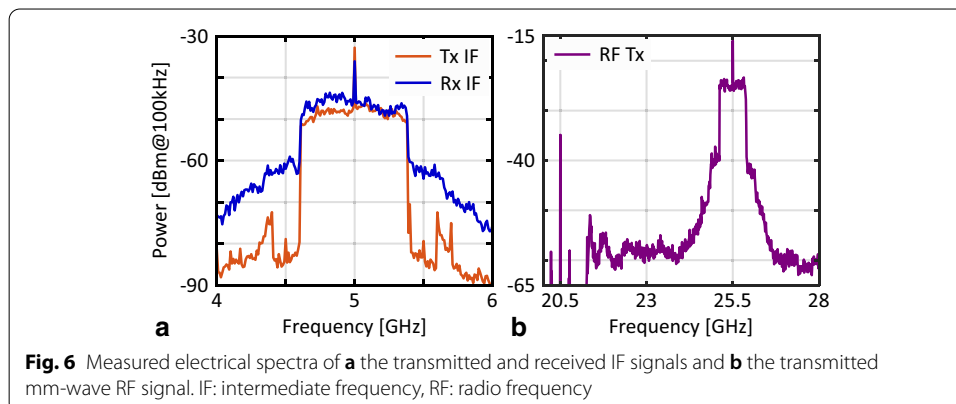 -30
-60
-90
Power [dBm@100kHz]
Tx IF
Rx IF
4
5
6
Frequency [GHz]
a
-15
-40
-65
RF Tx
20.5
23
25.5
28
Frequency [GHz]
b
Fig. 6 Measured electrical spectra of a the transmitted and received IF signals and b the transmitted
mm-wave RF signal. IF: intermediate frequency, RF: radio frequency